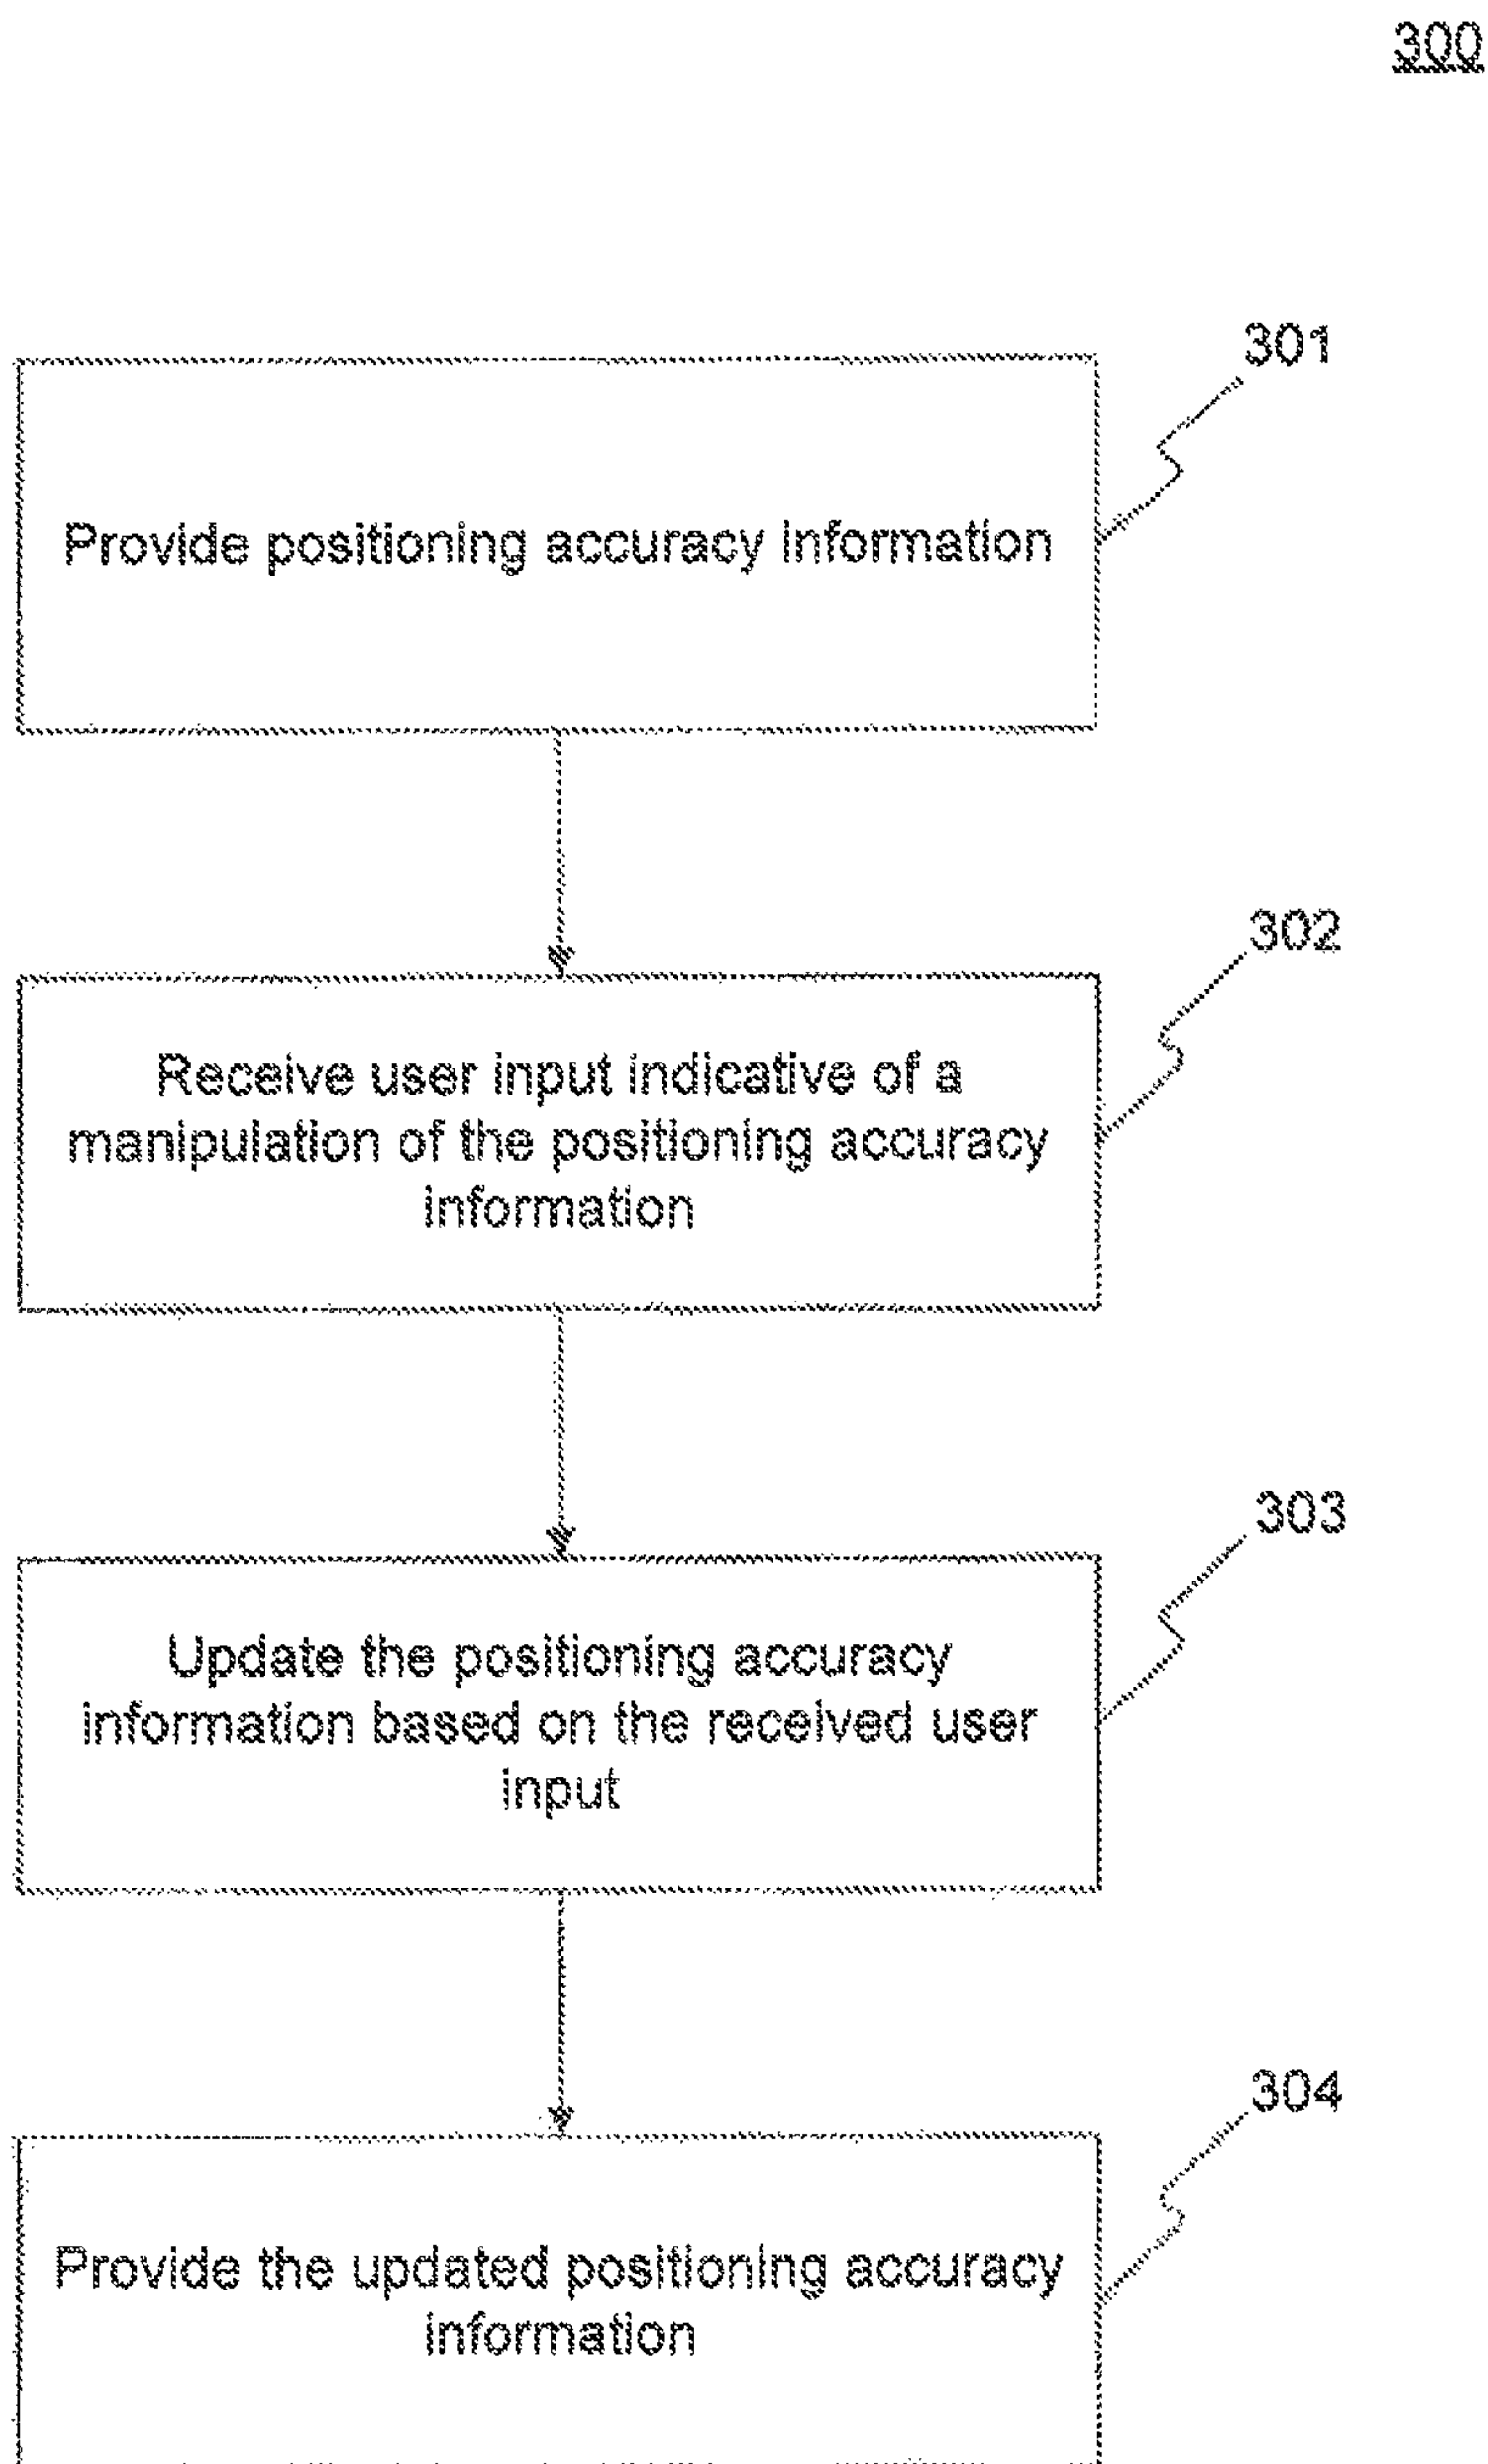 300
301
Provide positioning accuracy information
302
Receive user input indicative of a
manipulation of the positioning accuracy
information
303
Update the positioning accuracy
information based on the received user
input
304
Provide the updated positioning accuracy
information